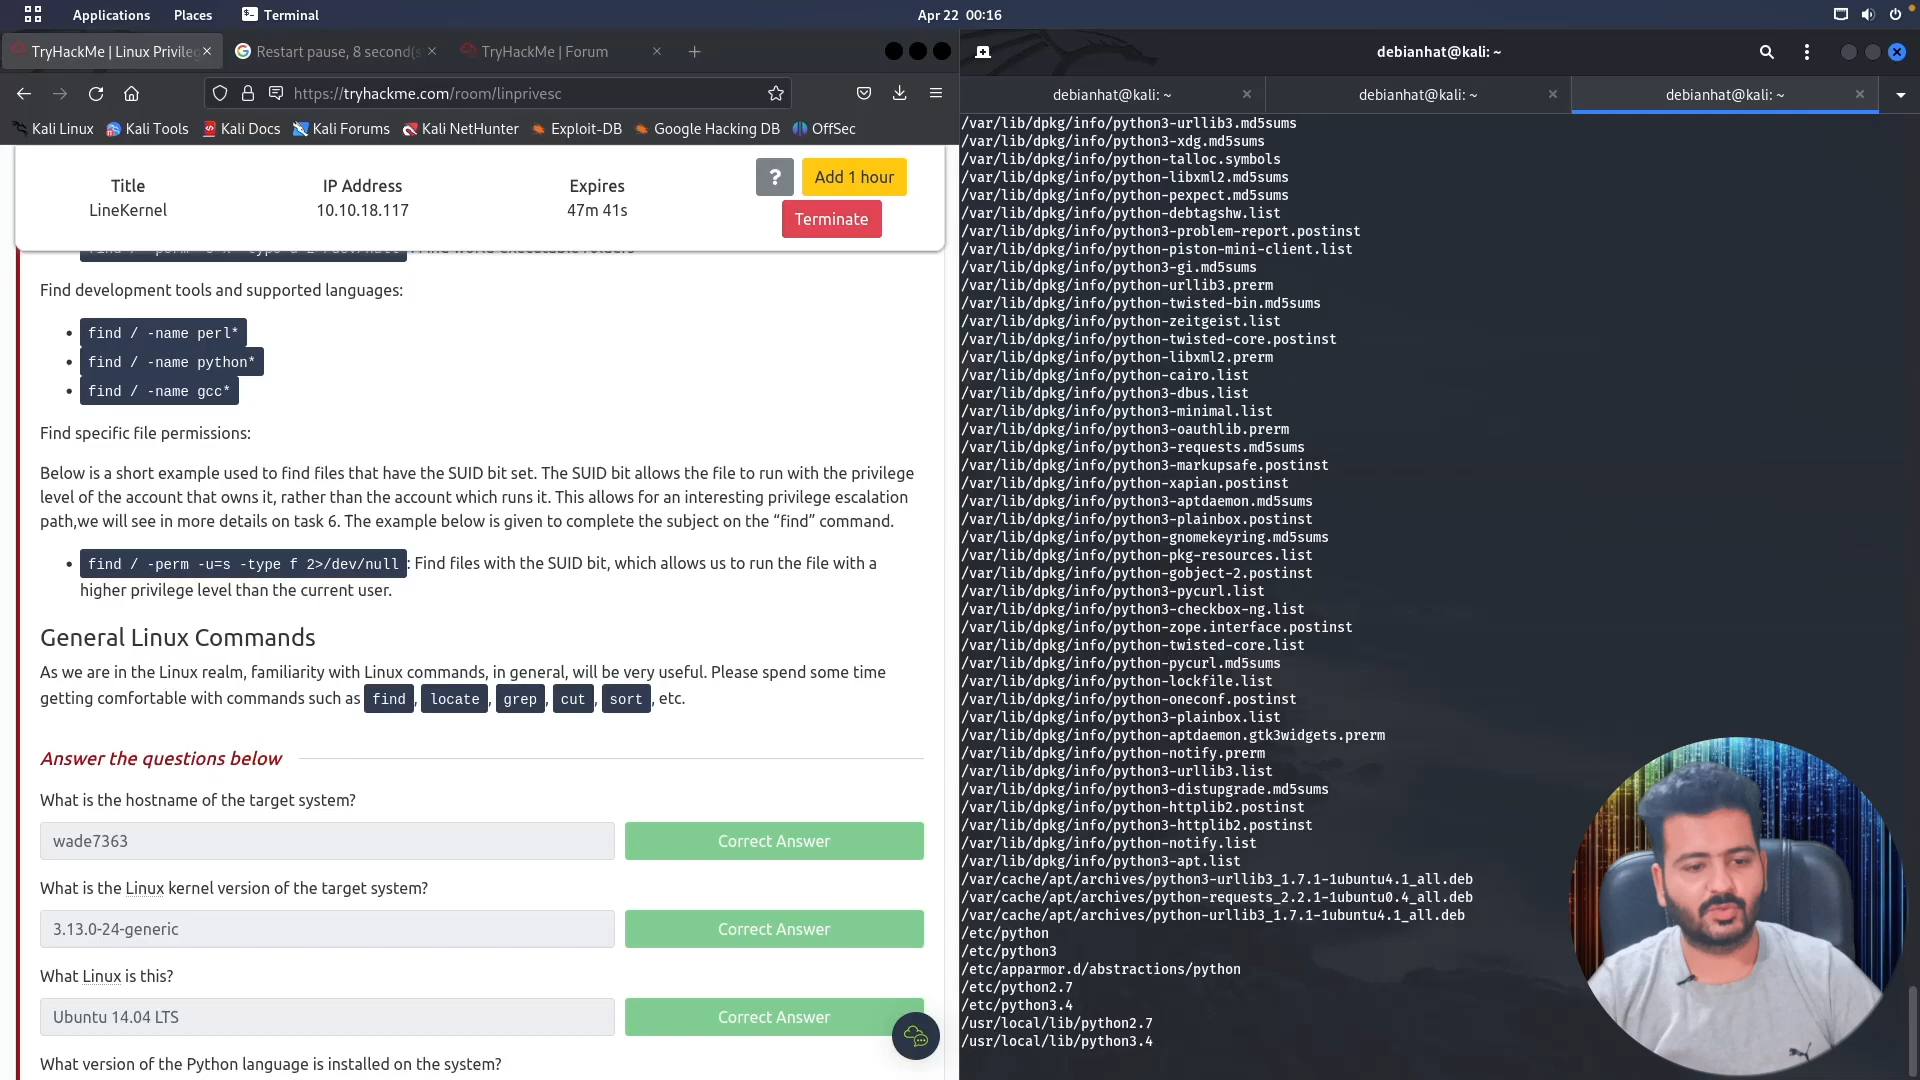 Applications
Places
Terminal
Apr 22 00:16
TryHackMe | Linux Privile
Restart pause, 8 second(s
TryHackMe | Forum
https://tryhackme.com/room/linprivesc
Kali Linux
Kali Tools
Kali Docs
Kali Forums
Kali NetHunter
Exploit-DB
Google Hacking DB
OffSec
Title
IP Address
Expires
LineKernel
10.10.18.117
47m 41s
?
Add 1 hour
Terminate
Find development tools and supported languages:
find / -name perl*
find / -name python*
find / -name gcc*
Find specific file permissions:
Below is a short example used to find files that have the SUID bit set. The SUID bit allows the file to run with the privilege
level of the account that owns it, rather than the account which runs it. This allows for an interesting privilege escalation
path,we will see in more details on task 6. The example below is given to complete the subject on the “find” command.
find / -perm -u=s -type f 2>/dev/null: Find files with the SUID bit, which allows us to run the file with a
higher privilege level than the current user.
General Linux Commands
As we are in the Linux realm, familiarity with Linux commands, in general, will be very useful. Please spend some time
getting comfortable with commands such as find, locate, grep, cut, sort, etc.
Answer the questions below
What is the hostname of the target system?
wade7363
Correct Answer
What is the Linux kernel version of the target system?
3.13.0-24-generic
Correct Answer
What Linux is this?
Ubuntu 14.04 LTS
Correct Answer
What version of the Python language is installed on the system?
debianhat@kali: ~
debianhat@kali: ~
debianhat@kali: ~
debianhat@kali: ~
/var/lib/dpkg/info/python3-urllib3.md5sums
/var/lib/dpkg/info/python3-xdg.md5sums
/var/lib/dpkg/info/python-talloc.symbols
/var/lib/dpkg/info/python-libxml2.md5sums
/var/lib/dpkg/info/python-pexpect.md5sums
/var/lib/dpkg/info/python-debtagshw.list
/var/lib/dpkg/info/python3-problem-report.postinst
/var/lib/dpkg/info/python-piston-mini-client.list
/var/lib/dpkg/info/python3-gi.md5sums
/var/lib/dpkg/info/python-urllib3.prerm
/var/lib/dpkg/info/python-twisted-bin.md5sums
/var/lib/dpkg/info/python-zeitgeist.list
/var/lib/dpkg/info/python-twisted-core.postinst
/var/lib/dpkg/info/python-libxml2.prerm
/var/lib/dpkg/info/python-cairo.list
/var/lib/dpkg/info/python3-dbus.list
/var/lib/dpkg/info/python3-minimal.list
/var/lib/dpkg/info/python3-oauthlib.prerm
/var/lib/dpkg/info/python3-requests.md5sums
/var/lib/dpkg/info/python3-markupsafe.postinst
/var/lib/dpkg/info/python-xapian.postinst
/var/lib/dpkg/info/python3-aptdaemon.md5sums
/var/lib/dpkg/info/python3-plainbox.postinst
/var/lib/dpkg/info/python-gnomekeyring.md5sums
/var/lib/dpkg/info/python-pkg-resources.list
/var/lib/dpkg/info/python-gobject-2.postinst
/var/lib/dpkg/info/python3-pycurl.list
/var/lib/dpkg/info/python3-checkbox-ng.list
/var/lib/dpkg/info/python-zope.interface.postinst
/var/lib/dpkg/info/python-twisted-core.list
/var/lib/dpkg/info/python-pycurl.md5sums
/var/lib/dpkg/info/python-lockfile.list
/var/lib/dpkg/info/python-oneconf.postinst
/var/lib/dpkg/info/python3-plainbox.list
/var/lib/dpkg/info/python-aptdaemon.gtk3widgets.prerm
/var/lib/dpkg/info/python-notify.prerm
/var/lib/dpkg/info/python3-urllib3.list
/var/lib/dpkg/info/python3-distupgrade.md5sums
/var/lib/dpkg/info/python-httplib2.postinst
/var/lib/dpkg/info/python3-httplib2.postinst
/var/lib/dpkg/info/python-notify.list
/var/lib/dpkg/info/python3-apt.list
/var/cache/apt/archives/python3-urllib3_1.7.1-1ubuntu4.1_all.deb
/var/cache/apt/archives/python-requests_2.2.1-1ubuntu0.4_all.deb
/var/cache/apt/archives/python-urllib3_1.7.1-1ubuntu4.1_all.deb
/etc/python
/etc/python3
/etc/apparmor.d/abstractions/python
/etc/python2.7
/etc/python3.4
/usr/local/lib/python2.7
/usr/local/lib/python3.4